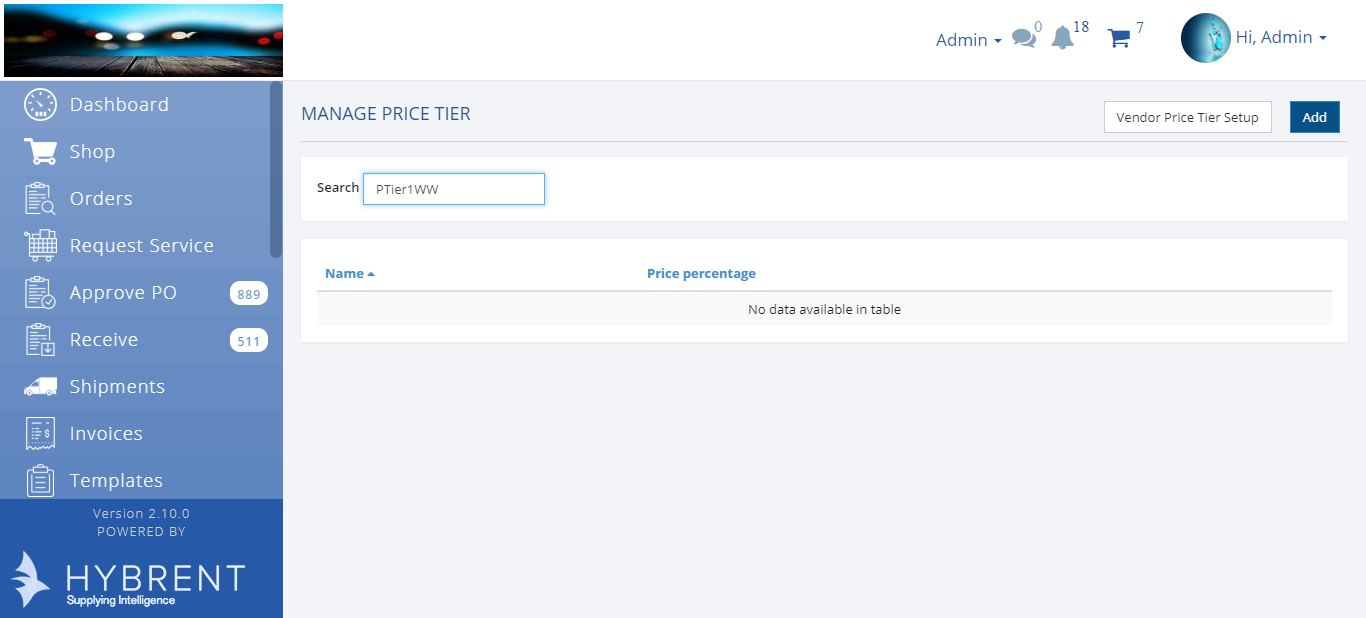 Admin
0
18
7
Hi, Admin
Dashboard
Shop
Orders
Request Service
Approve PO 889
Receive 511
Shipments
Invoices
Templates
Version 2.10.0
POWERED BY
HYBRENT
Supplying Intelligence
MANAGE PRICE TIER
Vendor Price Tier Setup
Add
Search PTier1WW
Name Price percentage
No data available in table